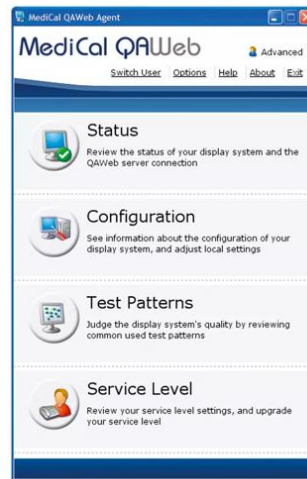 MediCal QAWeb Agent
MediCal QAWeb
Advanced
Switch User Options Help About Exit
Status
Review the status of your display system and the
QAWeb server connection
Configuration
See information about the configuration of your
display system, and adjust local settings
Test Patterns
Judge the display system's quality by reviewing
common used test patterns
Service Level
Review your service level settings, and upgrade
your service level